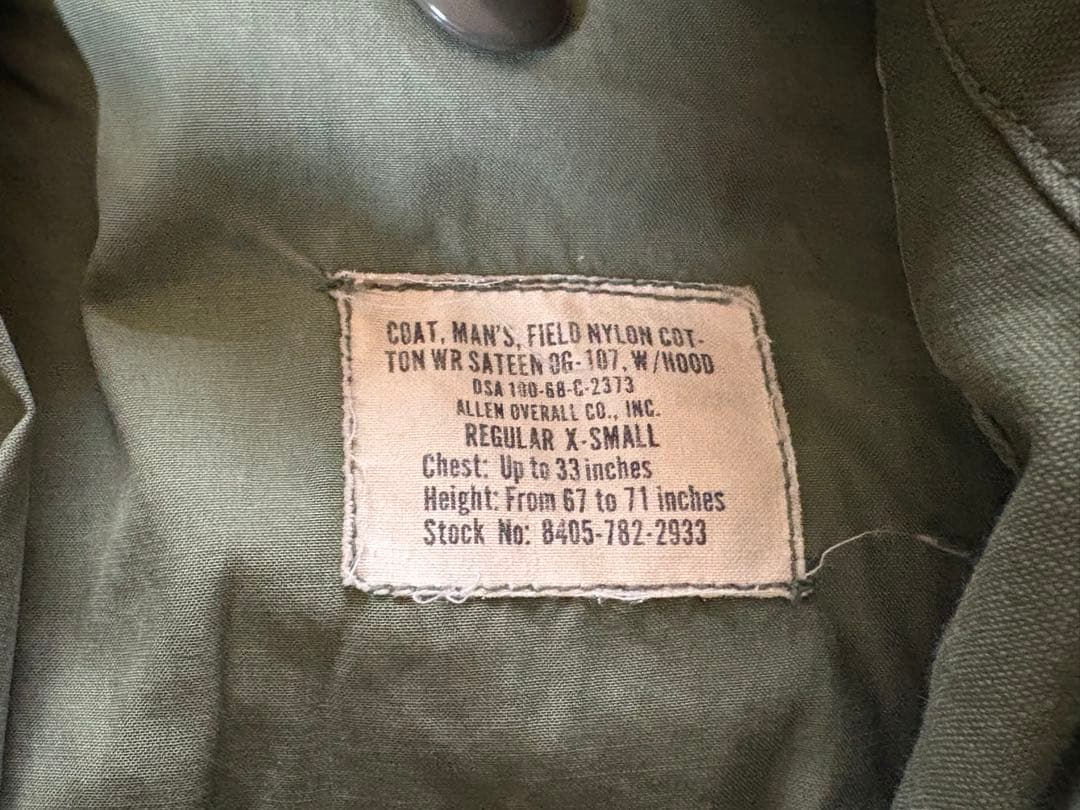 COAT, MAN'S, FIELD NYLON COT-
TON WR SATEEN OG-107, W/HOOD
DSA 100-68-C-2373
ALLEN OVERALL CO., INC.
REGULAR X-SMALL
Chest: Up to 33 inches
Height: From 67 to 71 inches
Stock No: 8405-782-2933